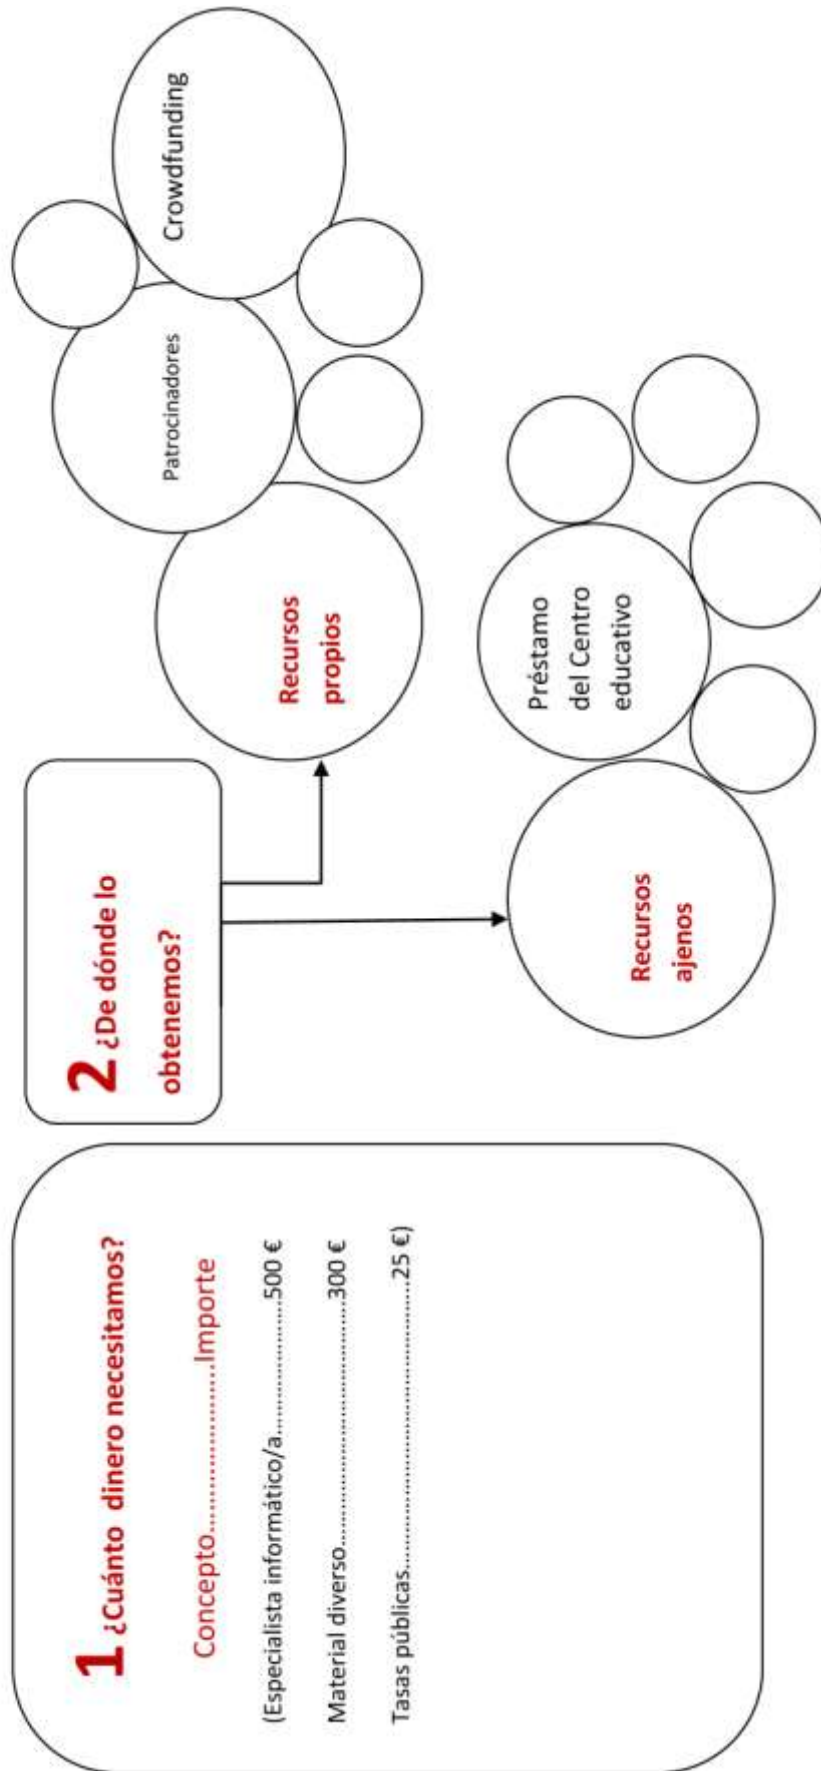 1 ¿Cuánto dinero necesitamos?
Concepto........................Importe
(Especialista informático/a........................500 €
Material diverso..........................................300 €
Tasas públicas................................................25 €)
2 ¿De dónde lo
obtenemos?
Recursos
propios
Patrocinadores
Crowdfunding
Recursos
ajenos
Préstamo
del Centro
educativo